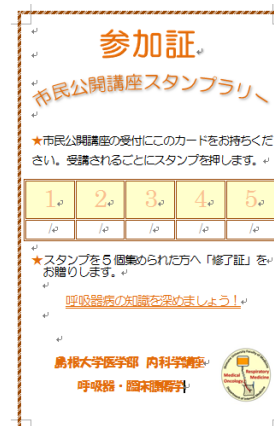 参加証
市民公開講座スタンプラリー
★市民公開講座の受付にこのカードをお持ちくだ
さい。受講されるごとにスタンプを押します。
1 2 3 4 5
/ / / / /
★スタンプを5個集められた方へ「修了証」を
お贈りします。
呼吸器病の知識を深めましょう！
島根大学医学部 内科学講座
呼吸器・臨床腫瘍学
Medical Oncology
Respiratory Medicine